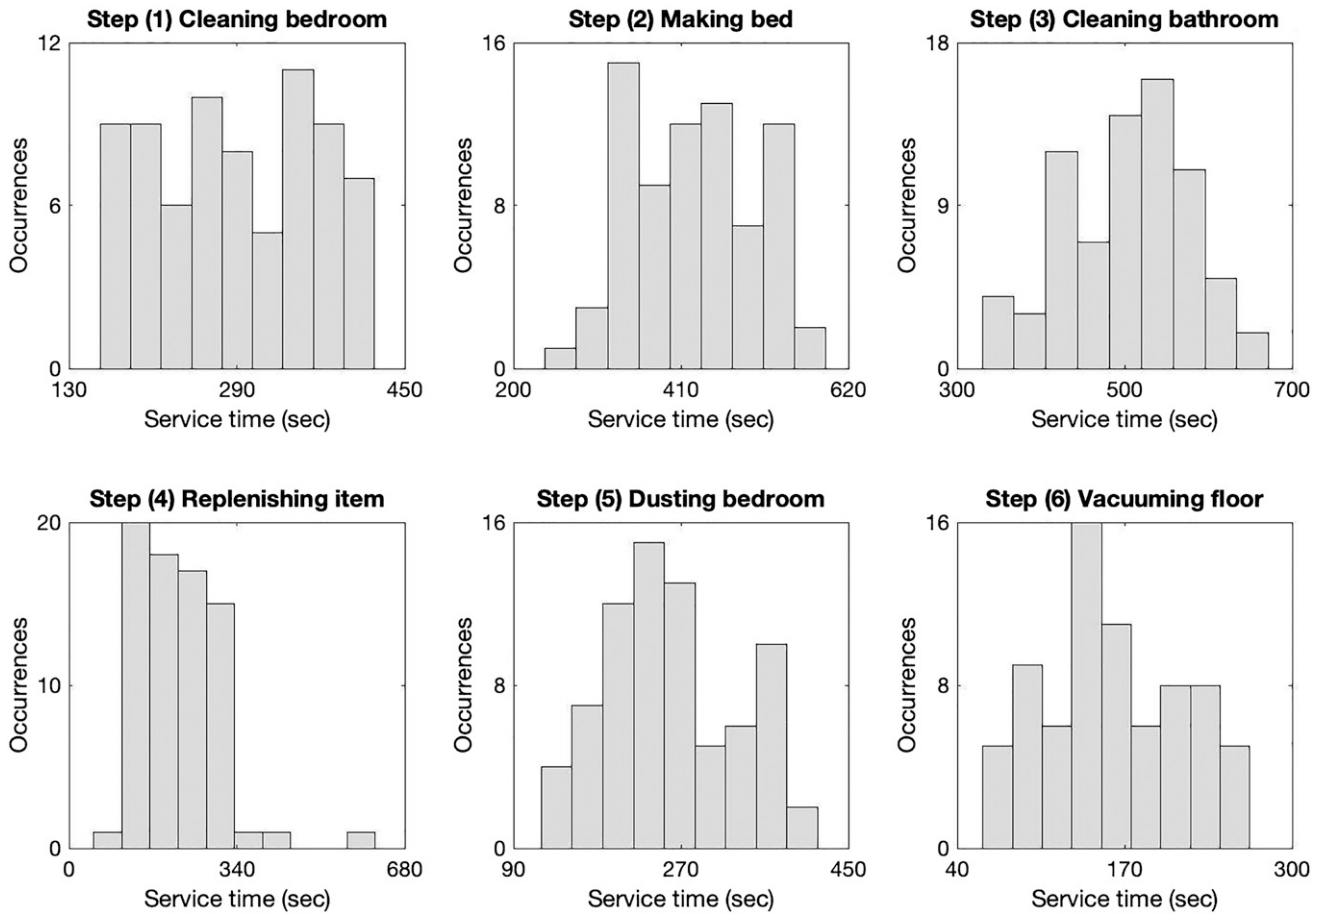 Step (1) Cleaning bedroom
12
6
0
130 290 450
Occurrences
Service time (sec)
Step (2) Making bed
16
8
0
200 410 620
Occurrences
Service time (sec)
Step (3) Cleaning bathroom
18
9
0
300 500 700
Occurrences
Service time (sec)
Step (4) Replenishing item
20
10
0
0 340 680
Occurrences
Service time (sec)
Step (5) Dusting bedroom
16
8
0
90 270 450
Occurrences
Service time (sec)
Step (6) Vacuuming floor
16
8
0
40 170 300
Occurrences
Service time (sec)